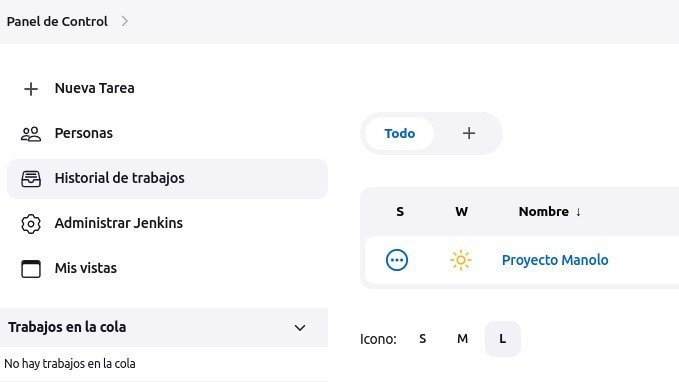 Panel de Control
Nueva Tarea
Personas
Historial de trabajos
Administrar Jenkins
Mis vistas
Trabajos en la cola
No hay trabajos en la cola
Todo +
S W Nombre ↓
Proyecto Manolo
Icono: S M L